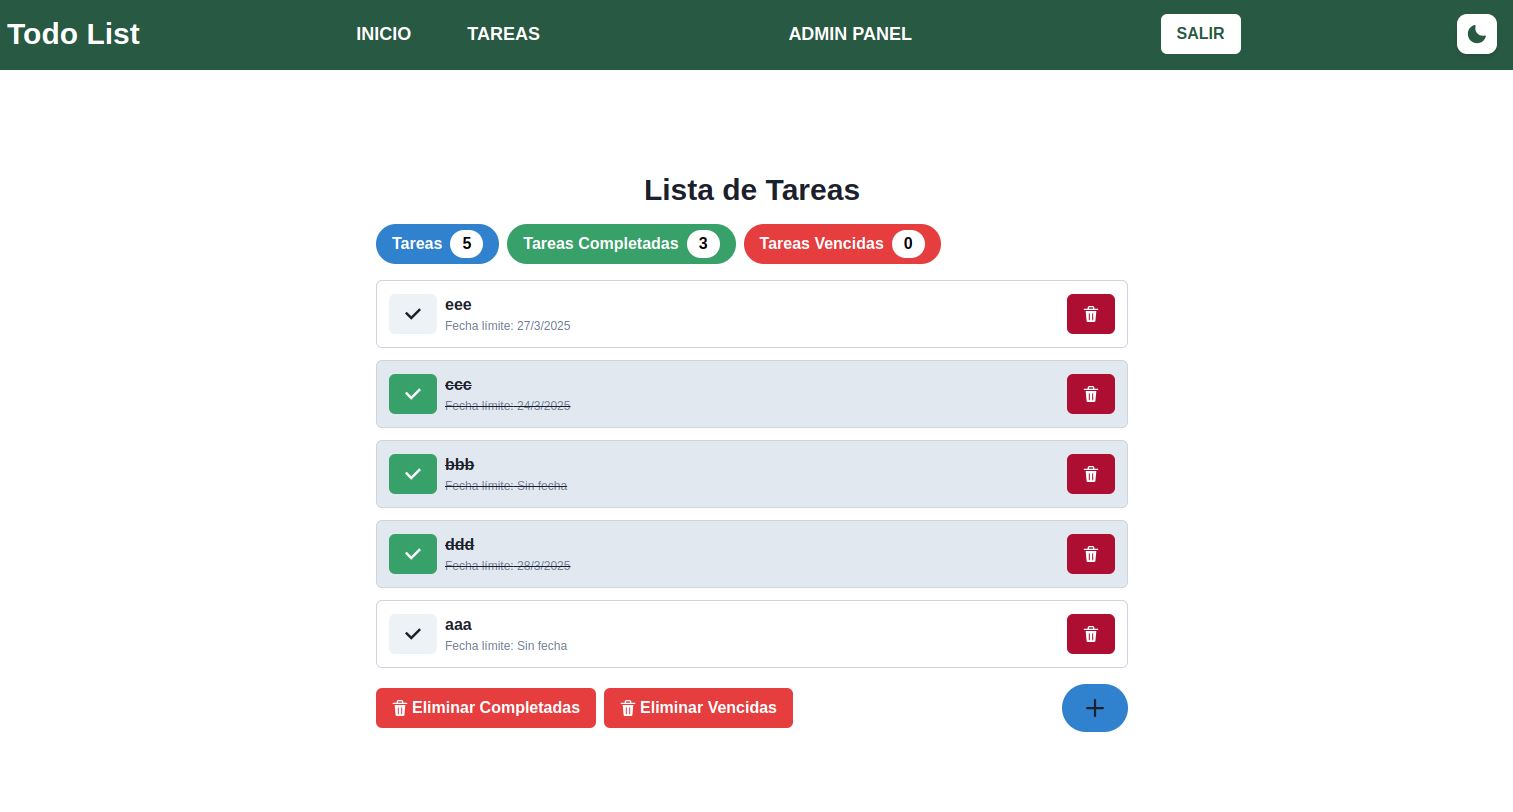 Todo List
INICIO
TAREAS
ADMIN PANEL
SALIR
Lista de Tareas
Tareas 5
Tareas Completadas 3
Tareas Vencidas 0
eee
Fecha límite: 27/3/2025
ccc
Fecha límite: 24/3/2025
bbb
Fecha límite: Sin fecha
ddd
Fecha límite: 28/3/2025
aaa
Fecha límite: Sin fecha
Eliminar Completadas
Eliminar Vencidas